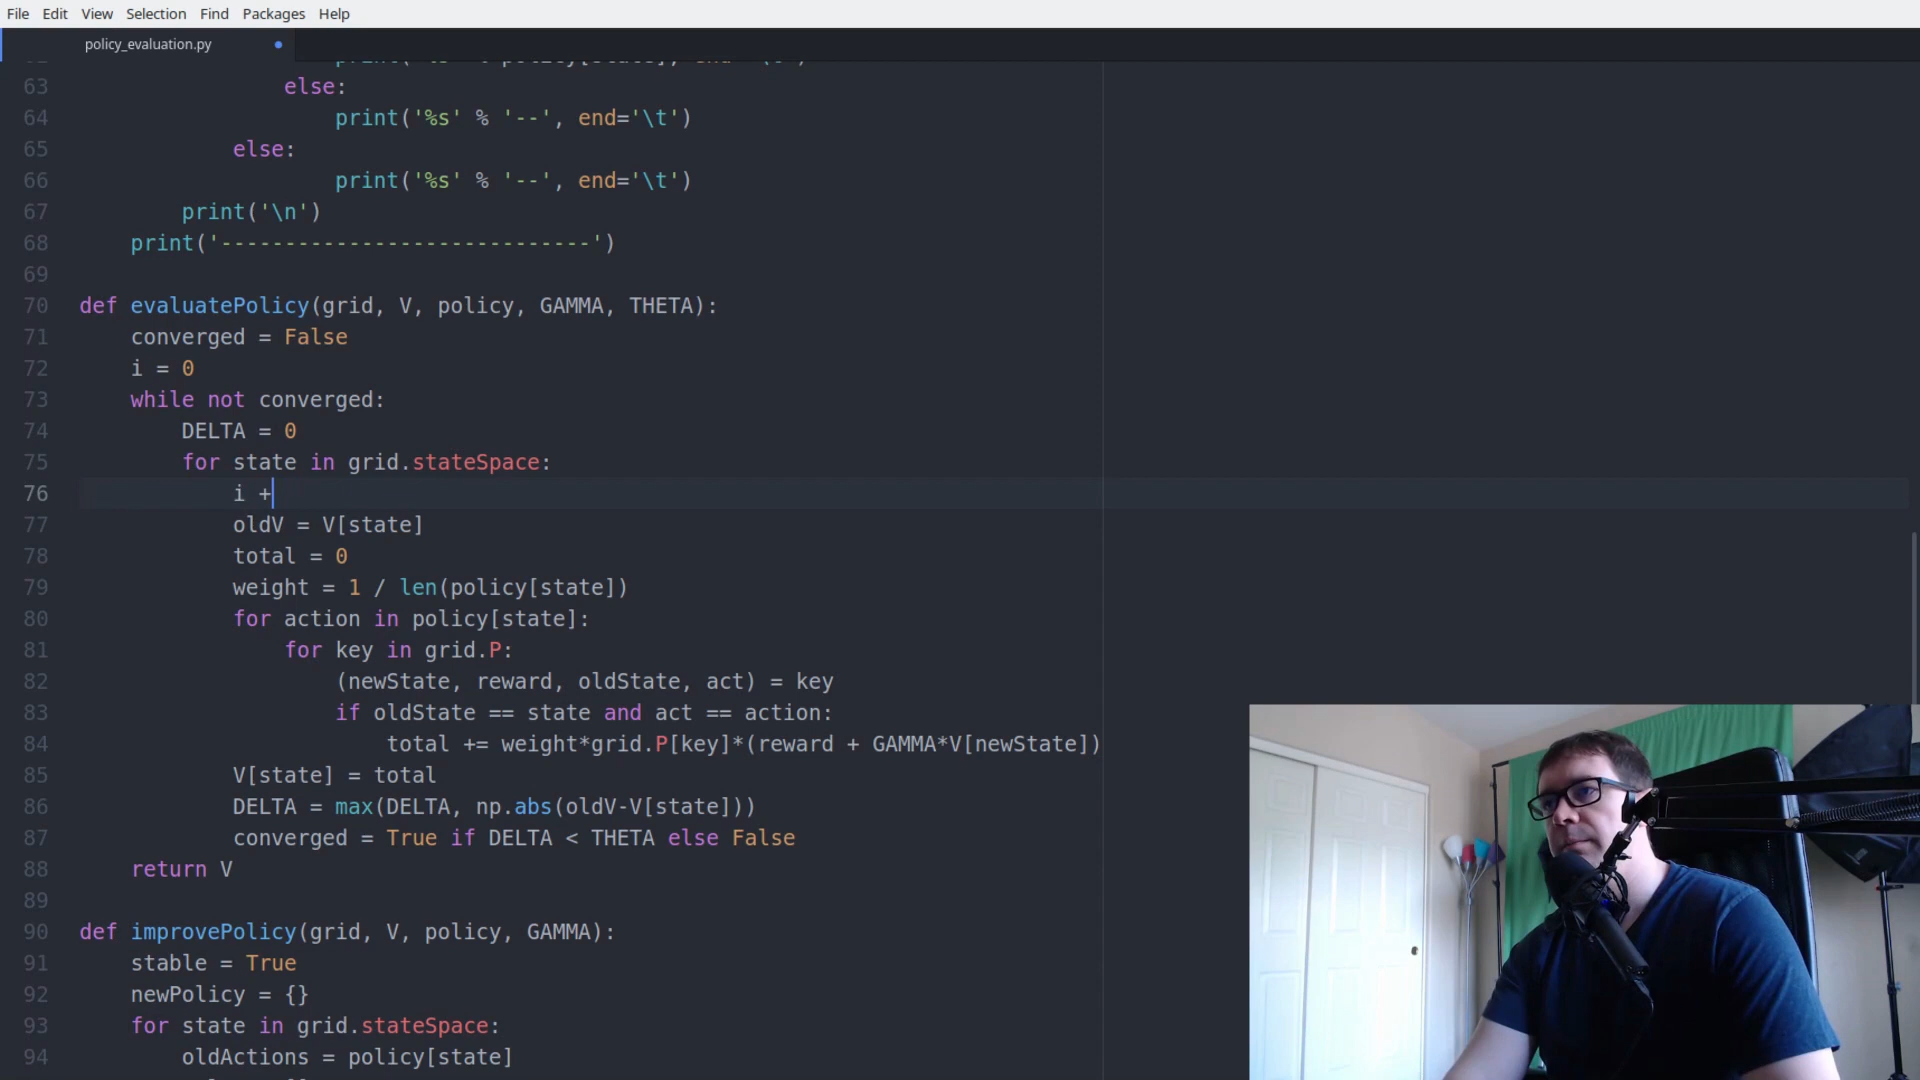 File Edit View Selection Find Packages Help
policy_evaluation.py
63 else:
64 print('%s' % '--', end='\t')
65 else:
66 print('%s' % '--', end='\t')
67 print('\n')
68 print('-----------------------------')
69
70 def evaluatePolicy(grid, V, policy, GAMMA, THETA):
71 converged = False
72 i = 0
73 while not converged:
74 DELTA = 0
75 for state in grid.stateSpace:
76 i +
77 oldV = V[state]
78 total = 0
79 weight = 1 / len(policy[state])
80 for action in policy[state]:
81 for key in grid.P:
82 (newState, reward, oldState, act) = key
83 if oldState == state and act == action:
84 total += weight*grid.P[key]*(reward + GAMMA*V[newState])
85 V[state] = total
86 DELTA = max(DELTA, np.abs(oldV-V[state]))
87 converged = True if DELTA < THETA else False
88 return V
89
90 def improvePolicy(grid, V, policy, GAMMA):
91 stable = True
92 newPolicy = {}
93 for state in grid.stateSpace:
94 oldActions = policy[state]